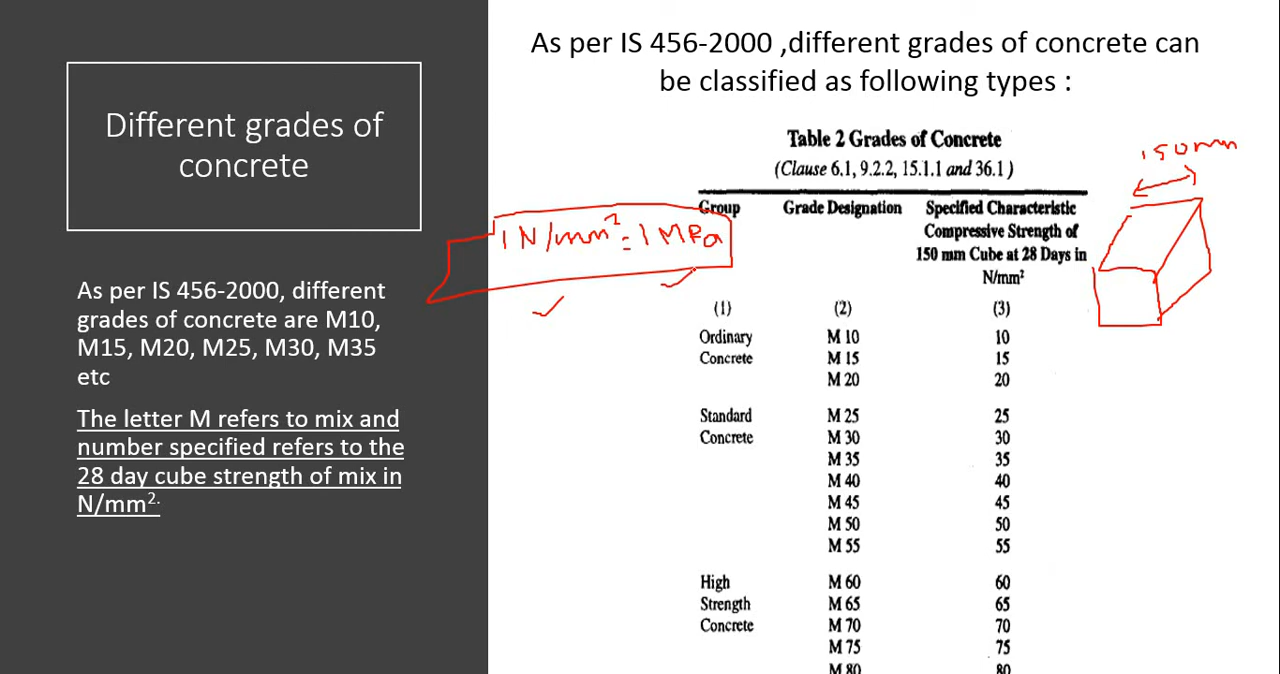 Different grades of
concrete
As per IS 456-2000, different
grades of concrete are M10,
M15, M20, M25, M30, M35
etc
The letter M refers to mix and
number specified refers to the
28 day cube strength of mix in
N/mm².
As per IS 456-2000 ,different grades of concrete can
be classified as following types :
Table 2 Grades of Concrete
(Clause 6.1, 9.2.2, 15.1.1 and 36.1)
150mm
Group Grade Designation Specified Characteristic
Compressive Strength of
150 mm Cube at 28 Days in
N/mm²
1 N/mm² = 1 MPa
(1) (2) (3)
Ordinary M 10 10
Concrete M 15 15
M 20 20
Standard M 25 25
Concrete M 30 30
M 35 35
M 40 40
M 45 45
M 50 50
M 55 55
High M 60 60
Strength M 65 65
Concrete M 70 70
M 75 75
M 80 80